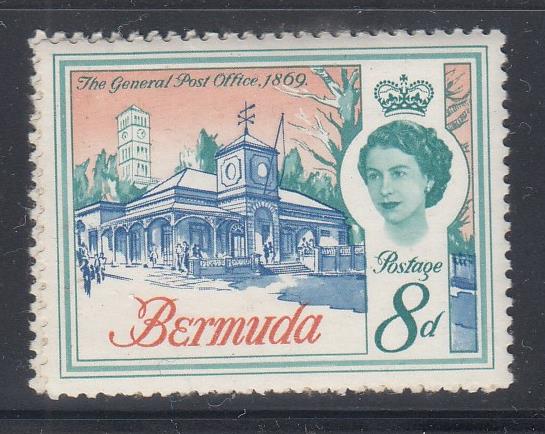 The General Post Office, 1869.
Postage
Bermuda
8d